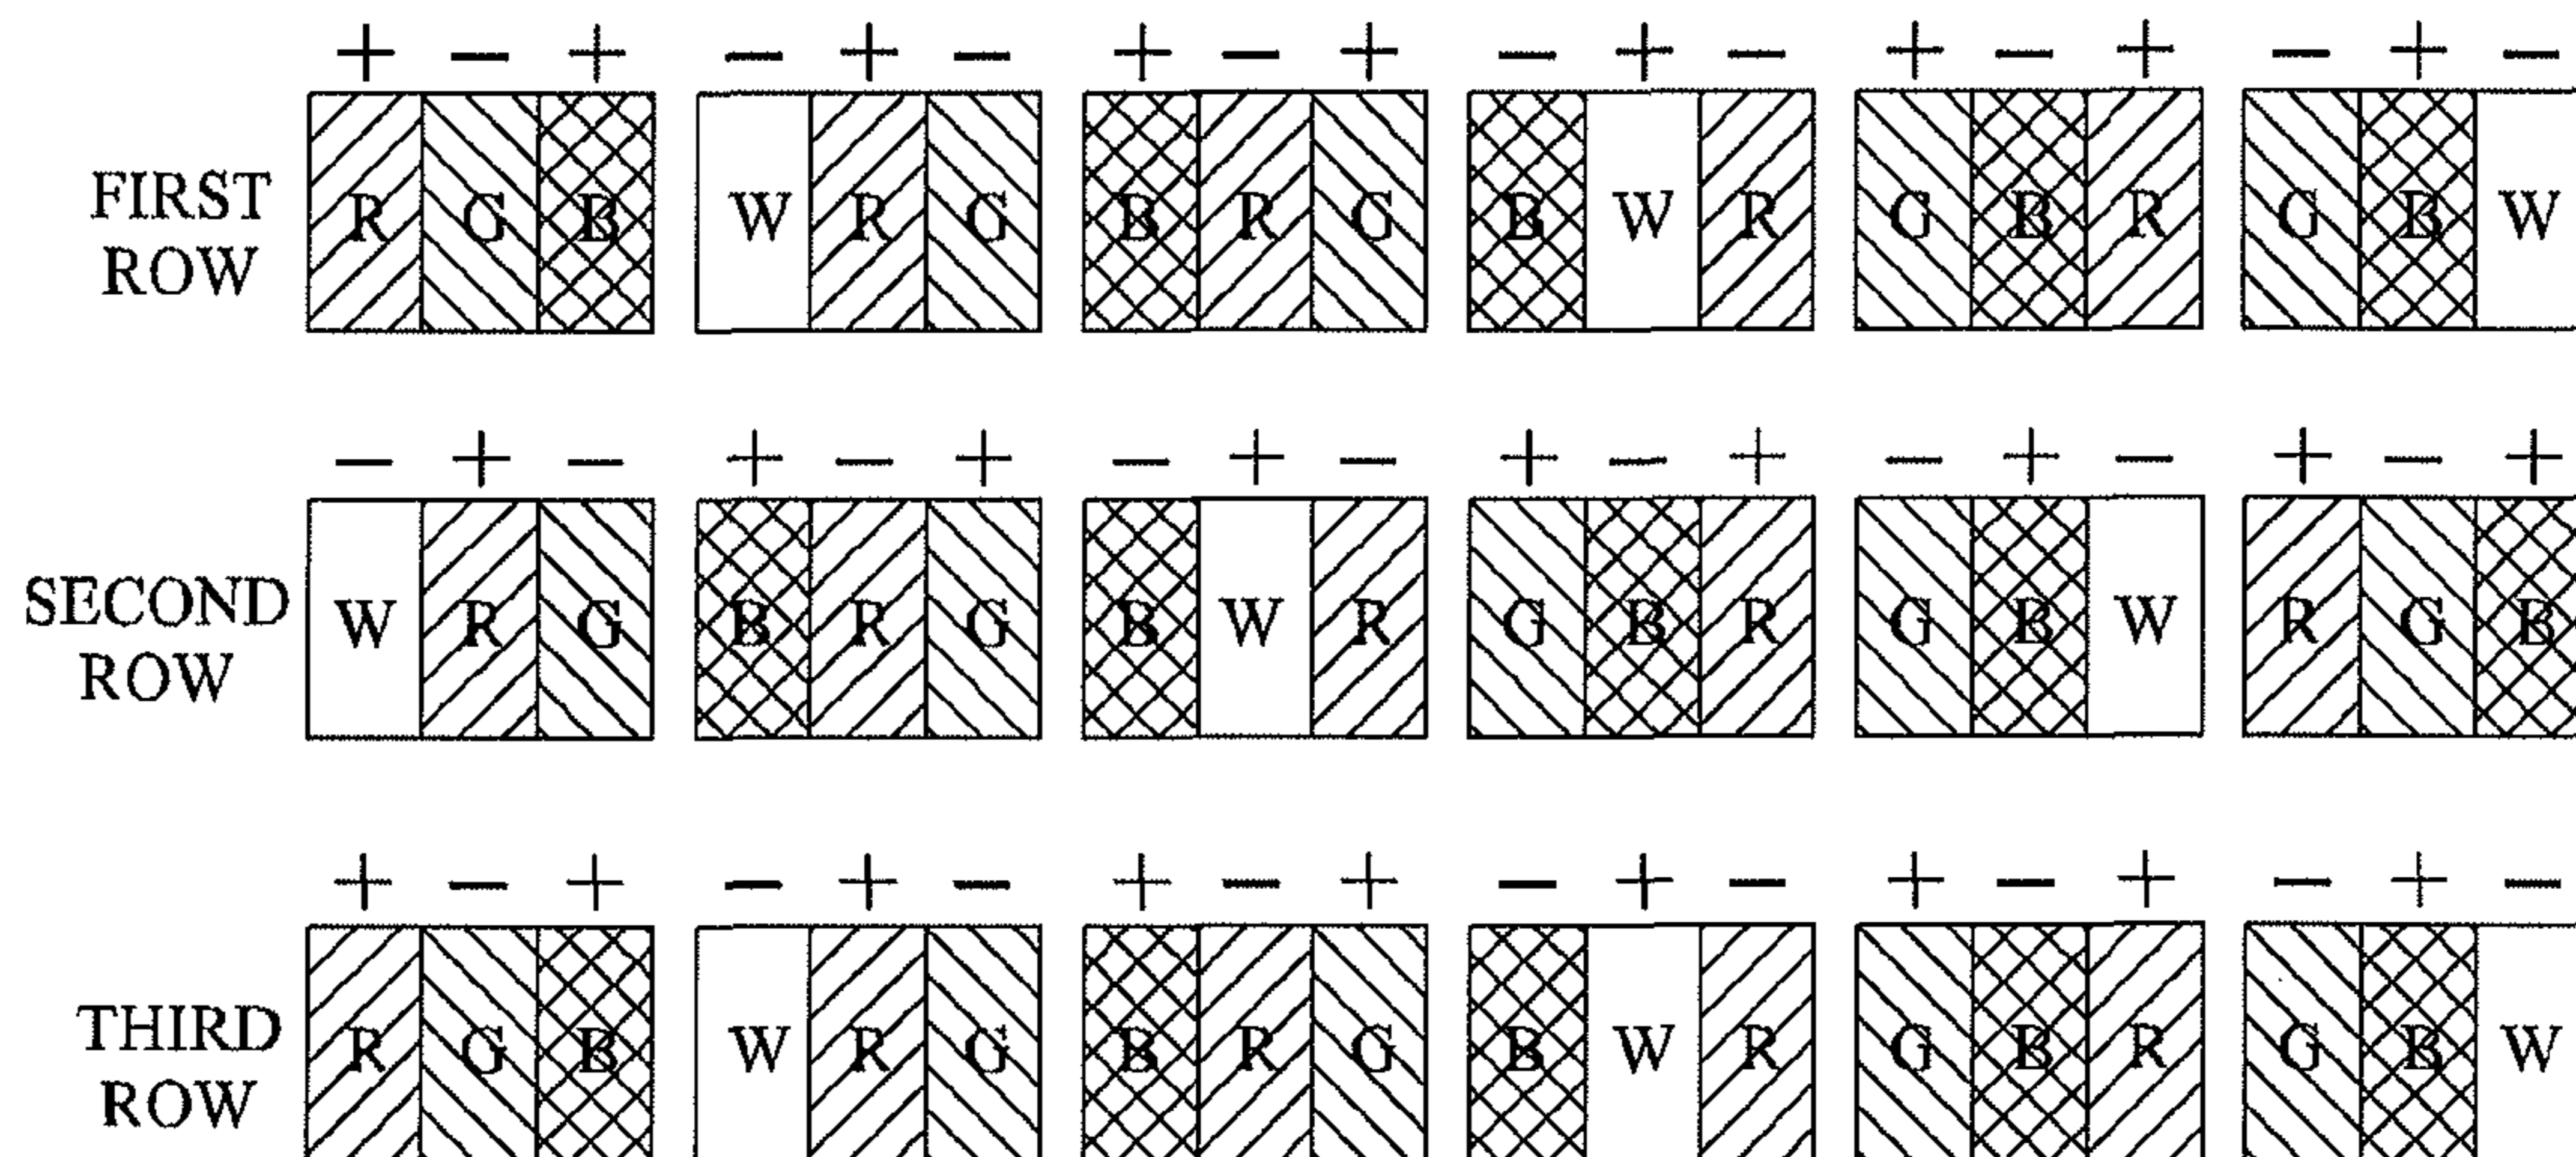 + − + − + − + − + − + − + − + − + −
FIRST
ROW
R G B W R G B R G B W R G B R G B W
− + − + − + − + − + − + − + − + − +
SECOND
ROW
W R G B R G B W R G B R G B W R G B
+ − + − + − + − + − + − + − + − + −
THIRD
ROW
R G B W R G B R G B W R G B R G B W